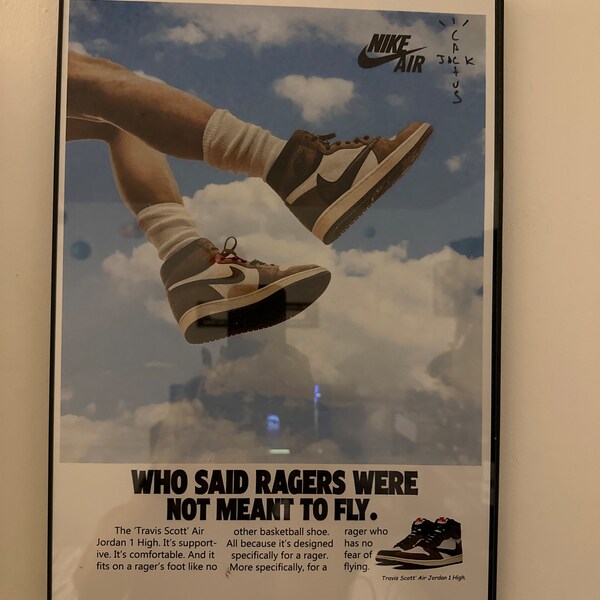 NIKE
AIR
CACTUS
JACK
WHO SAID RAGERS WERE
NOT MEANT TO FLY.
The 'Travis Scott' Air
Jordan 1 High. It's support-
ive. It's comfortable. And it
fits on a rager's foot like no
other basketball shoe.
All because it's designed
specifically for a rager.
More specifically, for a
rager who
has no
fear of
flying.
Travis Scott' Air Jordan 1 High.